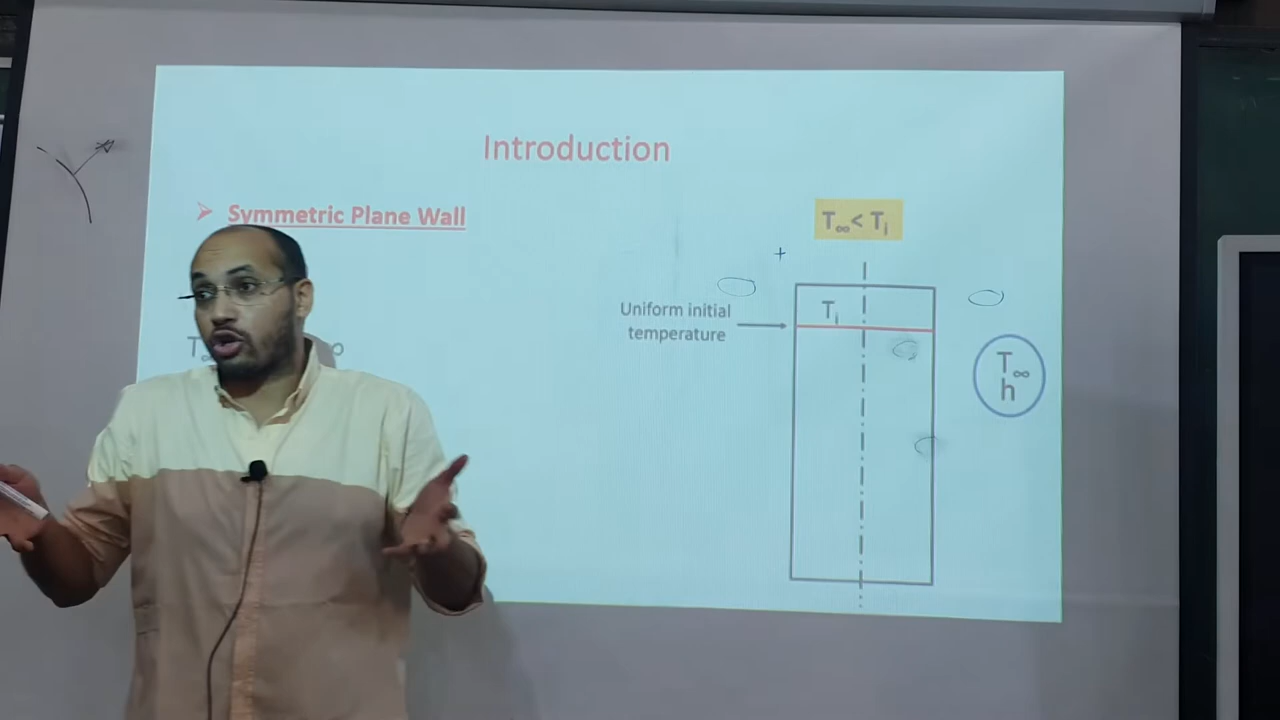 Introduction
➢ Symmetric Plane Wall
T∞ < Ti
Uniform initial
temperature
Ti
T∞
h